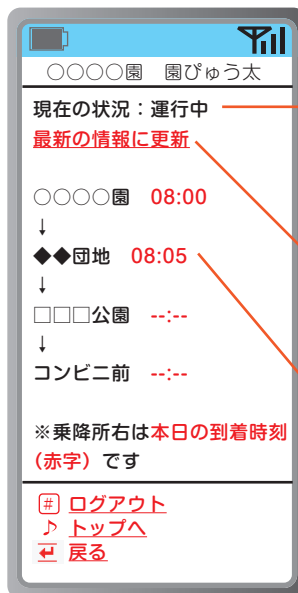 ○○○○園 園ぴゅう太
現在の状況：運行中
最新の情報に更新
○○○○園 08:00
↓
◆◆団地 08:05
↓
□□□公園 --:--
↓
コンビニ前 --:--
※乗降所右は本日の到着時刻
(赤字) です
# ログアウト
♪ トップへ
↵ 戻る